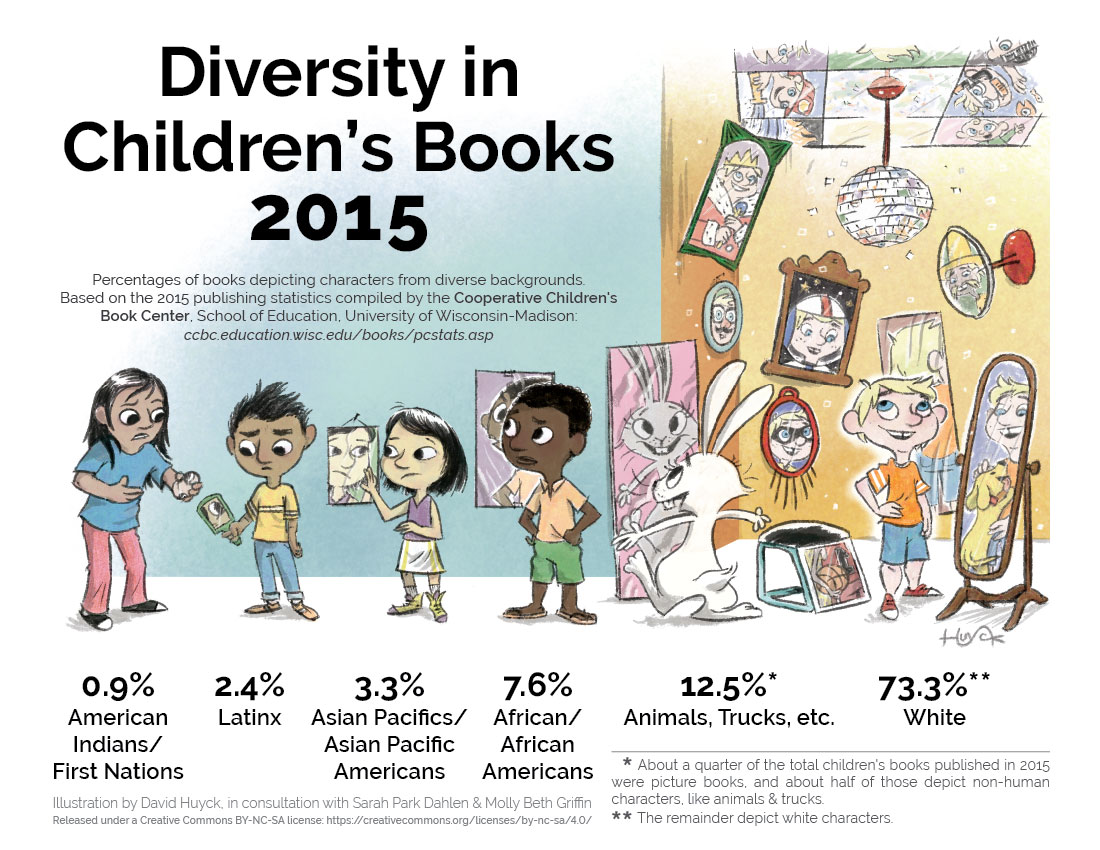 Diversity in
Children's Books
2015
Percentages of books depicting characters from diverse backgrounds.
Based on the 2015 publishing statistics compiled by the Cooperative Children's
Book Center, School of Education, University of Wisconsin-Madison:
ccbc.education.wisc.edu/books/pcstats.asp
Huyck
0.9%
American
Indians/
First Nations
2.4%
Latinx
3.3%
Asian Pacifics/
Asian Pacific
Americans
7.6%
African/
African
Americans
12.5%*
Animals, Trucks, etc.
73.3%**
White
* About a quarter of the total children's books published in 2015
were picture books, and about half of those depict non-human
characters, like animals & trucks.
** The remainder depict white characters.
Illustration by David Huyck, in consultation with Sarah Park Dahlen & Molly Beth Griffin
Released under a Creative Commons BY-NC-SA license: https://creativecommons.org/licenses/by-nc-sa/4.0/